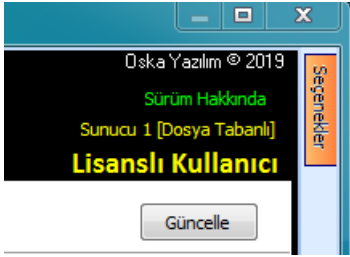 Oska Yazılım © 2019
Sürüm Hakkında
Sunucu 1 [Dosya Tabanlı]
Lisanslı Kullanıcı
Güncelle
Seçenekler